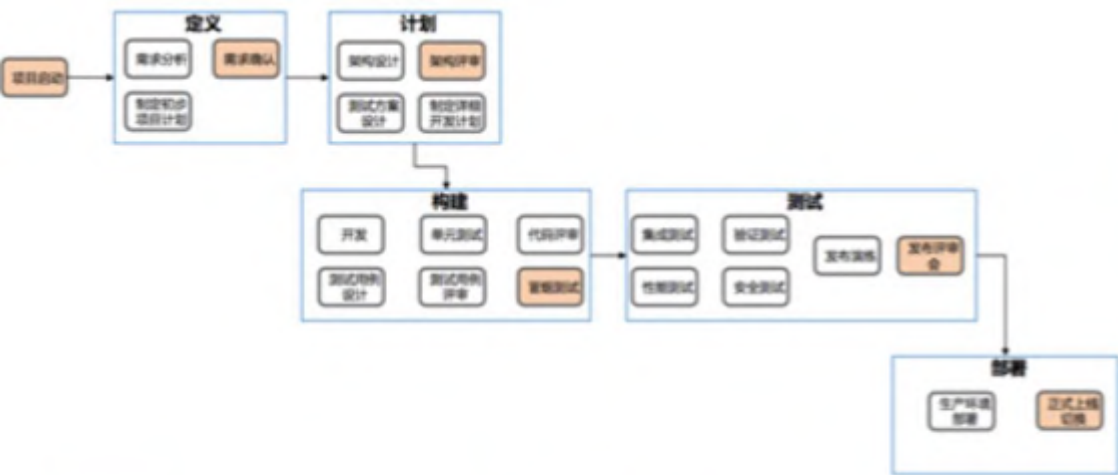 项目启动
定义
需求分析
需求确认
制定初步
项目计划
计划
架构设计
架构评审
测试方案
设计
制定详细
开发计划
构建
开发
单元测试
代码评审
测试用例
设计
测试用例
评审
冒烟测试
测试
集成测试
验证测试
性能测试
安全测试
发布演练
发布评审
会
部署
生产环境
部署
正式上线
切换